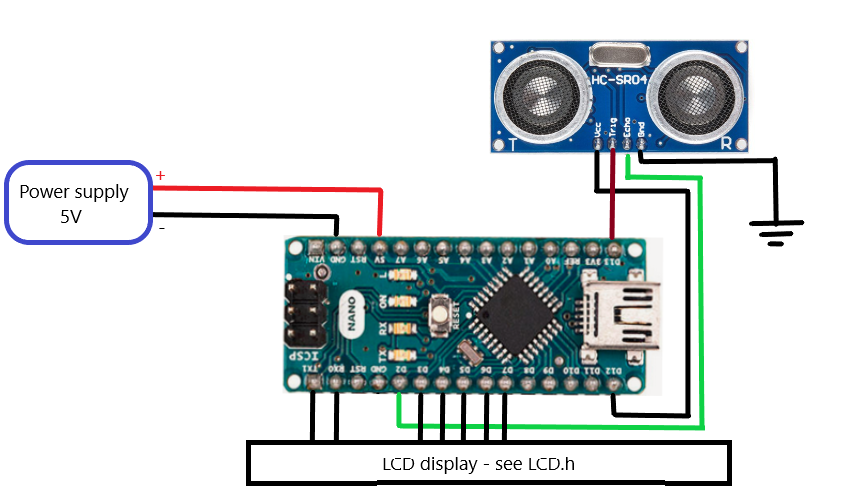 HC-SR04
Vcc
Trig
Echo
Gnd
T
R
+
Power supply
5V
-
VIN
GND
RST
5V
A7
A6
A5
A4
A3
A2
A1
A0
REF
3V3
D13
L
ON
RX
TX
NANO
RESET
ICSP
TX1
RX0
RST
GND
D2
D3
D4
D5
D6
D7
D8
D9
D10
D11
D12
LCD display - see LCD.h